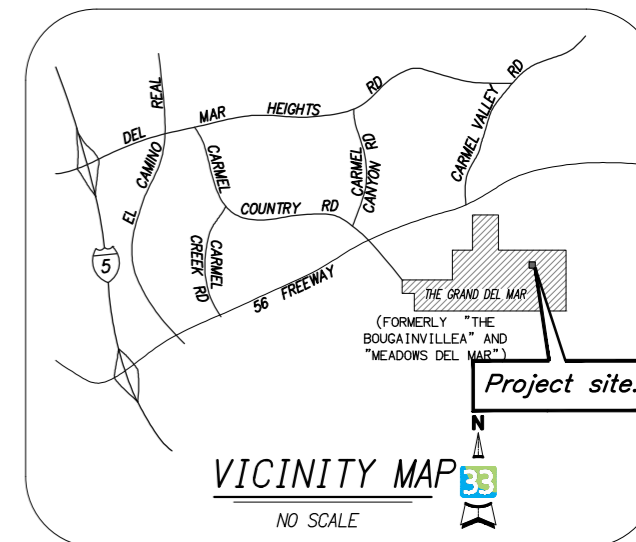 DEL MAR HEIGHTS RD
EL CAMINO REAL
CARMEL VALLEY RD
CARMEL COUNTRY RD
CARMEL
CANYON RD
CARMEL
CREEK RD
56 FREEWAY
5
THE GRAND DEL MAR
(FORMERLY "THE
BOUGAINVILLEA" AND
"MEADOWS DEL MAR")
Project site.
N
33
VICINITY MAP
NO SCALE